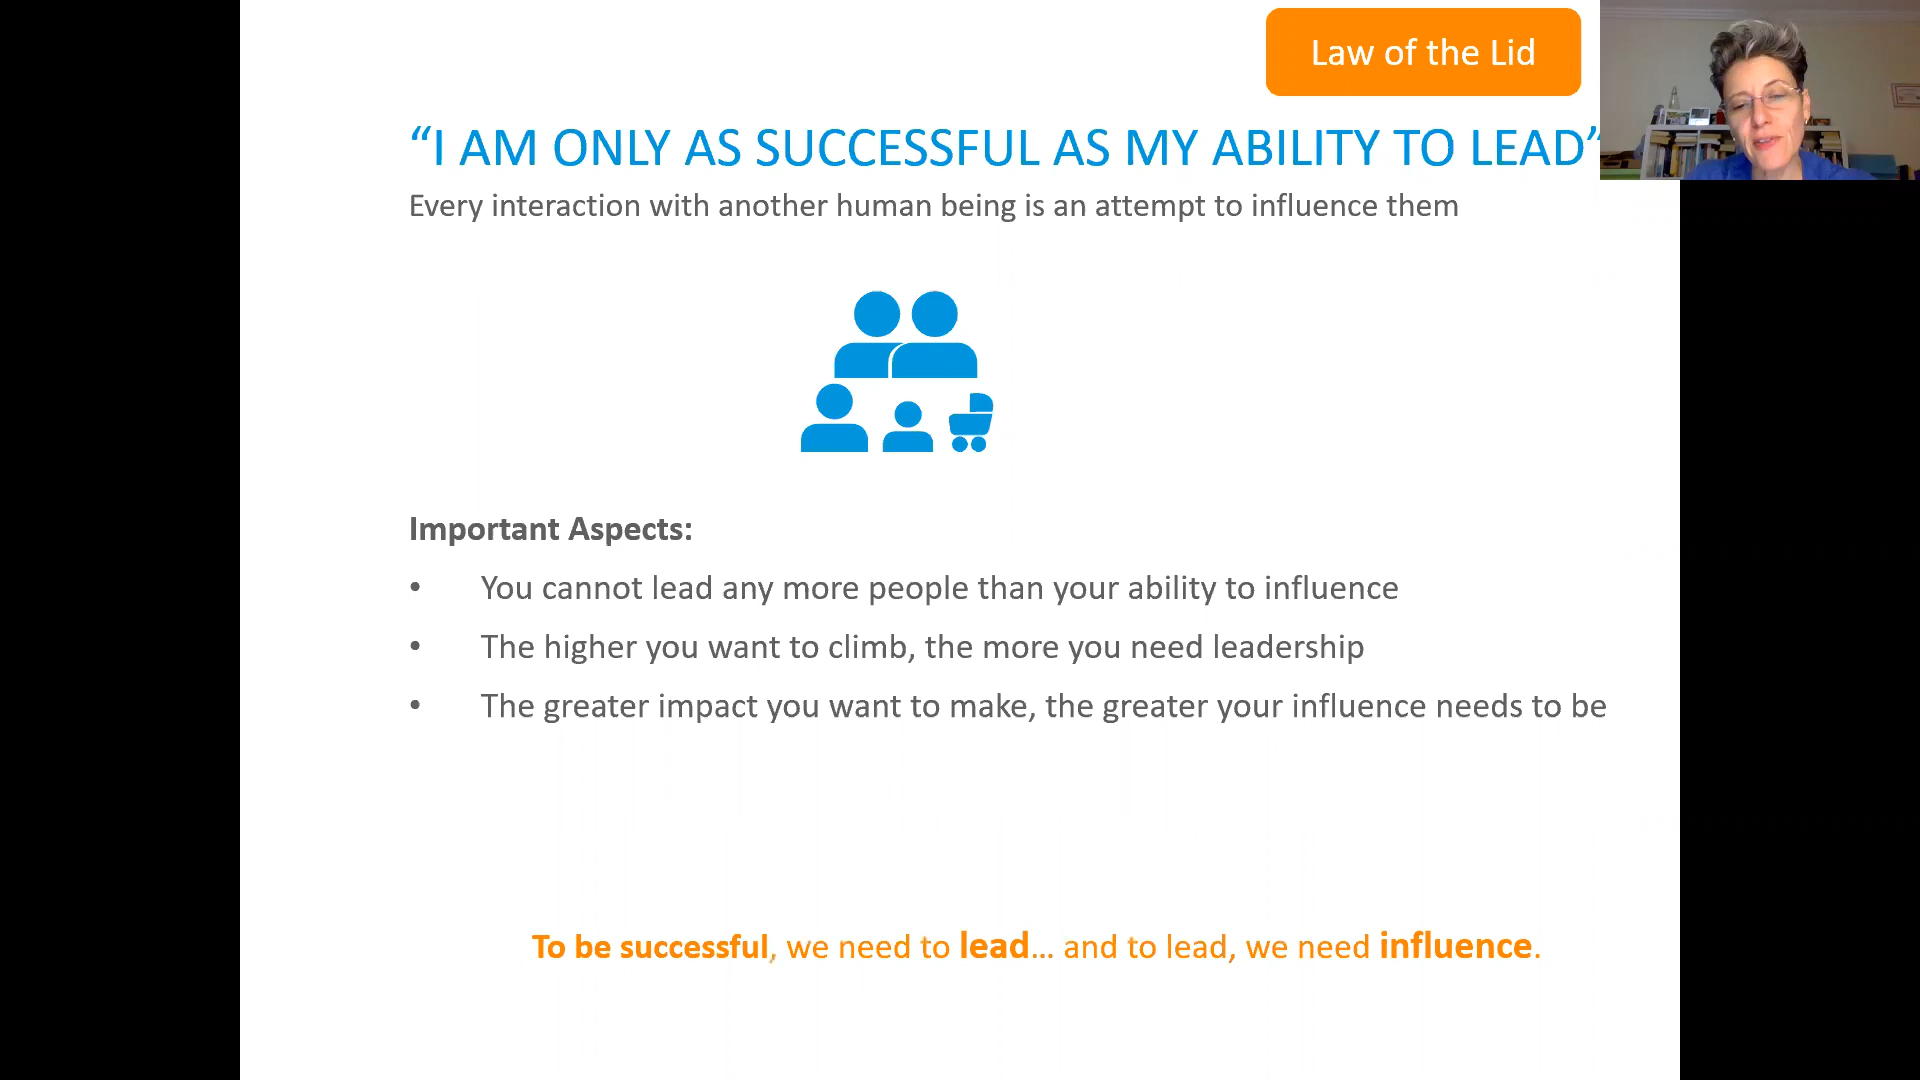 Law of the Lid
“I AM ONLY AS SUCCESSFUL AS MY ABILITY TO LEAD”
Every interaction with another human being is an attempt to influence them
Important Aspects:
• You cannot lead any more people than your ability to influence
• The higher you want to climb, the more you need leadership
• The greater impact you want to make, the greater your influence needs to be
To be successful, we need to lead... and to lead, we need influence.